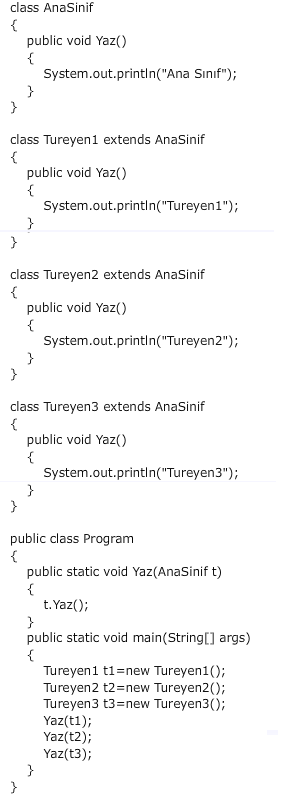 class AnaSinif
{
public void Yaz()
{
System.out.println("Ana Sınıf");
}
}
class Tureyen1 extends AnaSinif
{
public void Yaz()
{
System.out.println("Tureyen1");
}
}
class Tureyen2 extends AnaSinif
{
public void Yaz()
{
System.out.println("Tureyen2");
}
}
class Tureyen3 extends AnaSinif
{
public void Yaz()
{
System.out.println("Tureyen3");
}
}
public class Program
{
public static void Yaz(AnaSinif t)
{
t.Yaz();
}
public static void main(String[] args)
{
Tureyen1 t1=new Tureyen1();
Tureyen2 t2=new Tureyen2();
Tureyen3 t3=new Tureyen3();
Yaz(t1);
Yaz(t2);
Yaz(t3);
}
}